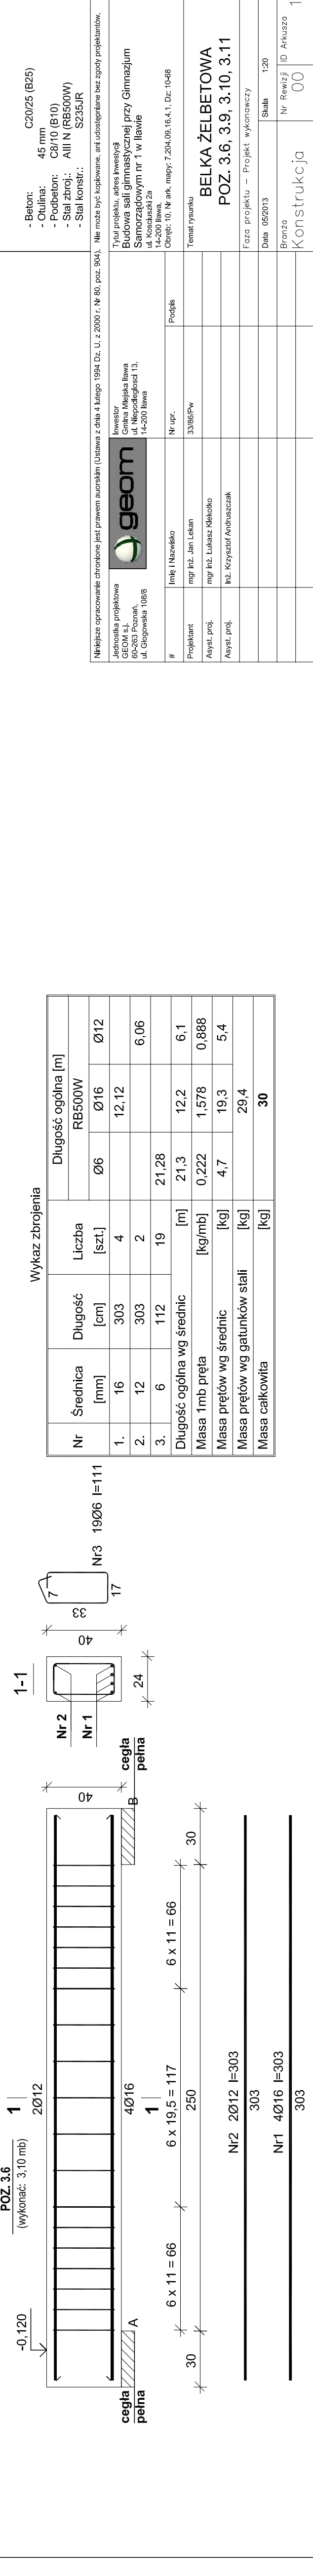 POZ. 3.6
(wykonać: 3,10 mb)
-0,120
1
2Ø12
4Ø16
1
cegła
pełna
A
B
cegła
pełna
40
6 x 11 = 66
6 x 19,5 = 117
6 x 11 = 66
30
250
30
Nr2 2Ø12 l=303
303
Nr1 4Ø16 l=303
303
1-1
Nr 2
Nr 1
24
40
33
7
17
Nr3 19Ø6 l=111
Wykaz zbrojenia
Nr Średnica Długość Liczba Długość ogólna [m]
RB500W
[mm] [cm] [szt.] Ø6 Ø16 Ø12
1. 16 303 4 12,12
2. 12 303 2 6,06
3. 6 112 19 21,28
Długość ogólna wg średnic [m] 21,3 12,2 6,1
Masa 1mb pręta [kg/mb] 0,222 1,578 0,888
Masa prętów wg średnic [kg] 4,7 19,3 5,4
Masa prętów wg gatunków stali [kg] 29,4
Masa całkowita [kg] 30
- Beton: C20/25 (B25)
- Otulina: 45 mm
- Podbeton: C8/10 (B10)
- Stal zbroj.: AIII N (RB500W)
- Stal konstr.: S235JR
Niniejsze opracowanie chronione jest prawem auorskim (Ustawa z dnia 4 lutego 1994 Dz. U. z 2000 r. Nr 80, poz. 904). Nie może być kopiowane, ani udostępniane bez zgody projektantów.
Jednostka projektowa
GEOM s.j.
60-263 Poznań,
ul. Głogowska 108/8
geom
Inwestor
Gmina Miejska Iława
ul. Niepodległości 13,
14-200 Iława
Tytuł projektu, adres inwestycji
Budowa sali gimnastycznej przy Gimnazjum
Samorządowym nr 1 w Iławie
ul. Kościuszki 2a
14-200 Iława,
Obręb: 10, Nr ark. mapy: 7.204.09.16.4.1, Dz: 10-68
# Imię i Nazwisko Nr upr. Podpis
Projektant mgr inż. Jan Lekan 33/86/Pw
Asyst. proj. mgr inż. Łukasz Klekotko
Asyst. proj. inż. Krzysztof Andruszczak
Temat rysunku
BELKA ŻELBETOWA
POZ. 3.6, 3.9, 3.10, 3.11
Faza projektu – Projekt wykonawczy
Data 05/2013 Skala 1:20
Branża Nr Rewizji ID Arkusza
Konstrukcja 00